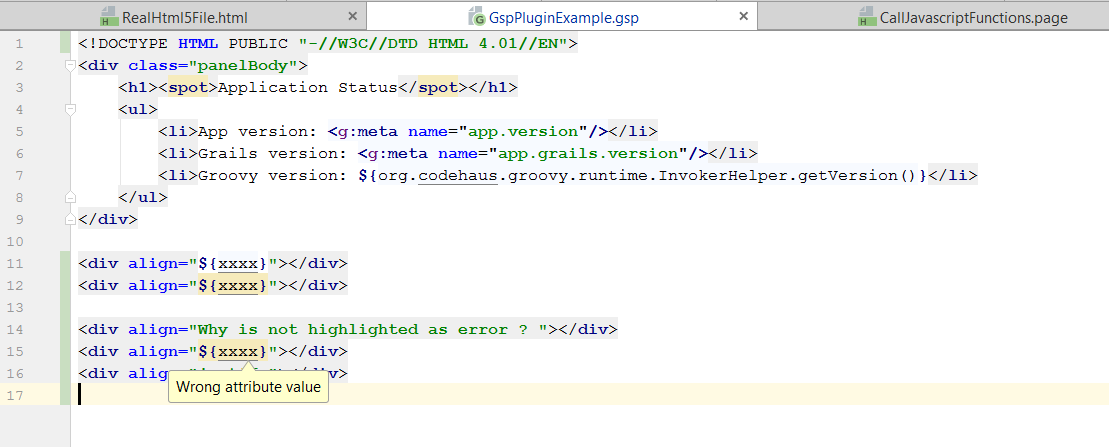 RealHtml5File.html GspPluginExample.gsp CallJavascriptFunctions.page
1 <!DOCTYPE HTML PUBLIC "-//W3C//DTD HTML 4.01//EN">
2 <div class="panelBody">
3 <h1><spot>Application Status</spot></h1>
4 <ul>
5 <li>App version: <g:meta name="app.version"/></li>
6 <li>Grails version: <g:meta name="app.grails.version"/></li>
7 <li>Groovy version: ${org.codehaus.groovy.runtime.InvokerHelper.getVersion()}</li>
8 </ul>
9 </div>
10
11 <div align="${xxxx}"></div>
12 <div align="${xxxx}"></div>
13
14 <div align="Why is not highlighted as error ? "></div>
15 <div align="${xxxx}"></div>
16 <div alig
Wrong attribute value
17